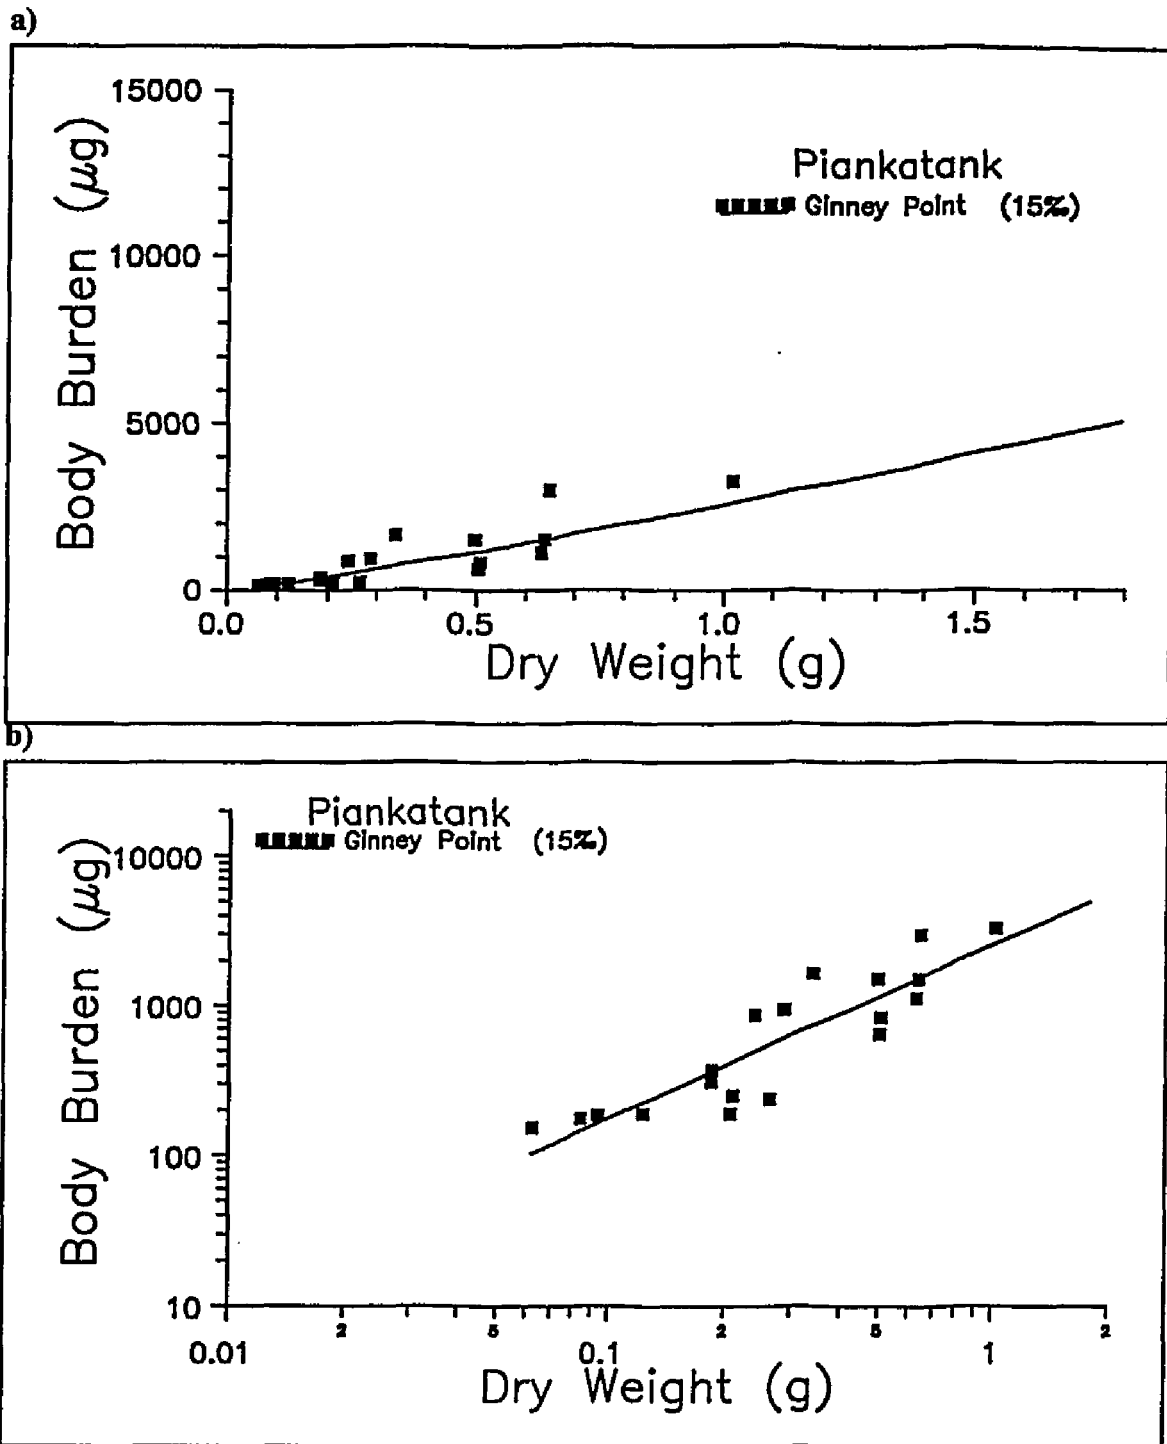 a)
15000
Body Burden (μg)
Piankatank
Ginney Point (15‰)
10000
5000
0
0.0 0.5 1.0 1.5
Dry Weight (g)
b)
Piankatank
Ginney Point (15‰)
Body Burden (μg)
10000
1000
100
10
2 5 2 5 2
0.01 0.1 1
Dry Weight (g)